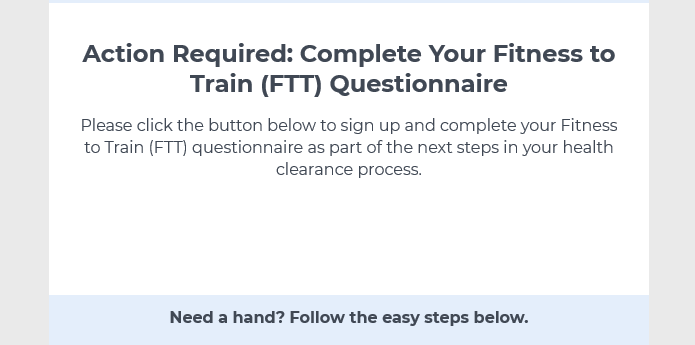 Action Required: Complete Your Fitness to
Train (FTT) Questionnaire
Please click the button below to sign up and complete your Fitness
to Train (FTT) questionnaire as part of the next steps in your health
clearance process.
Need a hand? Follow the easy steps below.